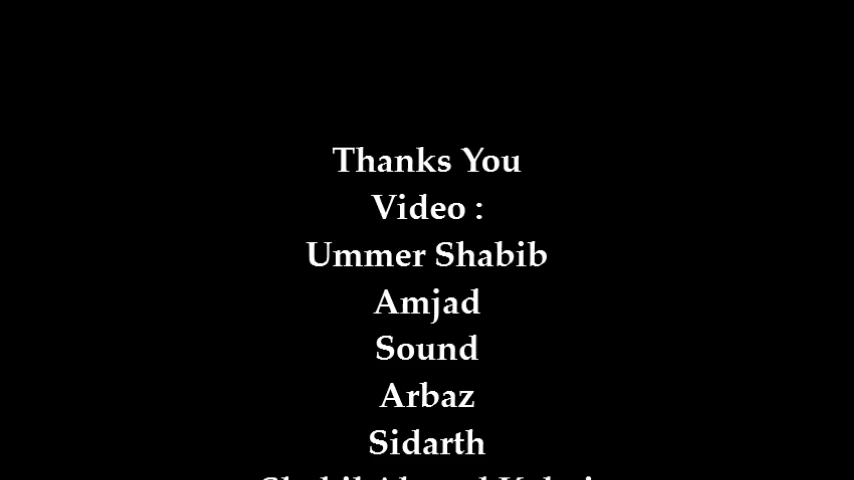 Thanks You
Video :
Ummer Shabib
Amjad
Sound
Arbaz
Sidarth